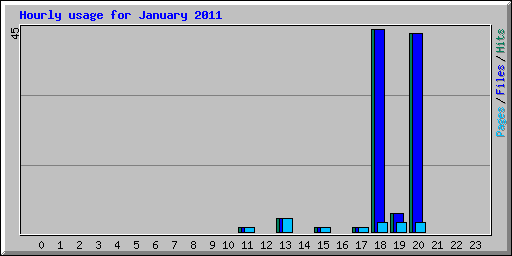 Hourly usage for January 2011
45
Pages / Files / Hits
0 1 2 3 4 5 6 7 8 9 10 11 12 13 14 15 16 17 18 19 20 21 22 23